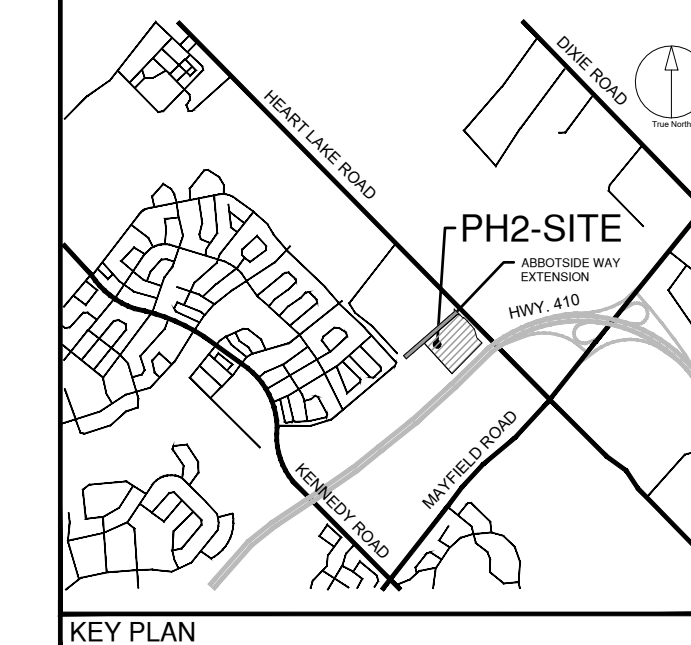 DIXIE ROAD
True North
HEART LAKE ROAD
PH2-SITE
ABBOTSIDE WAY
EXTENSION
HWY. 410
MAYFIELD ROAD
KENNEDY ROAD
KEY PLAN